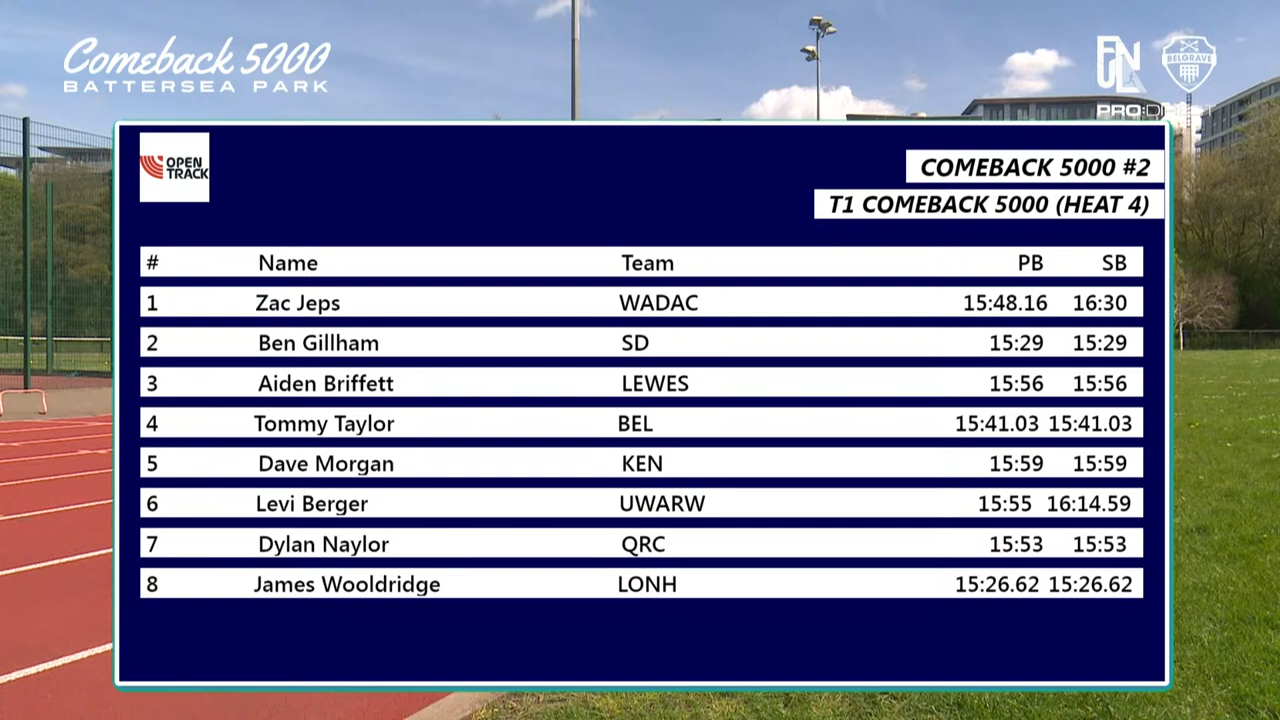 Comeback 5000
BATTERSEA PARK
BELGRAVE
OPEN
TRACK
COMEBACK 5000 #2
T1 COMEBACK 5000 (HEAT 4)
# Name Team PB SB
1 Zac Jeps WADAC 15:48.16 16:30
2 Ben Gillham SD 15:29 15:29
3 Aiden Briffett LEWES 15:56 15:56
4 Tommy Taylor BEL 15:41.03 15:41.03
5 Dave Morgan KEN 15:59 15:59
6 Levi Berger UWARW 15:55 16:14.59
7 Dylan Naylor QRC 15:53 15:53
8 James Wooldridge LONH 15:26.62 15:26.62